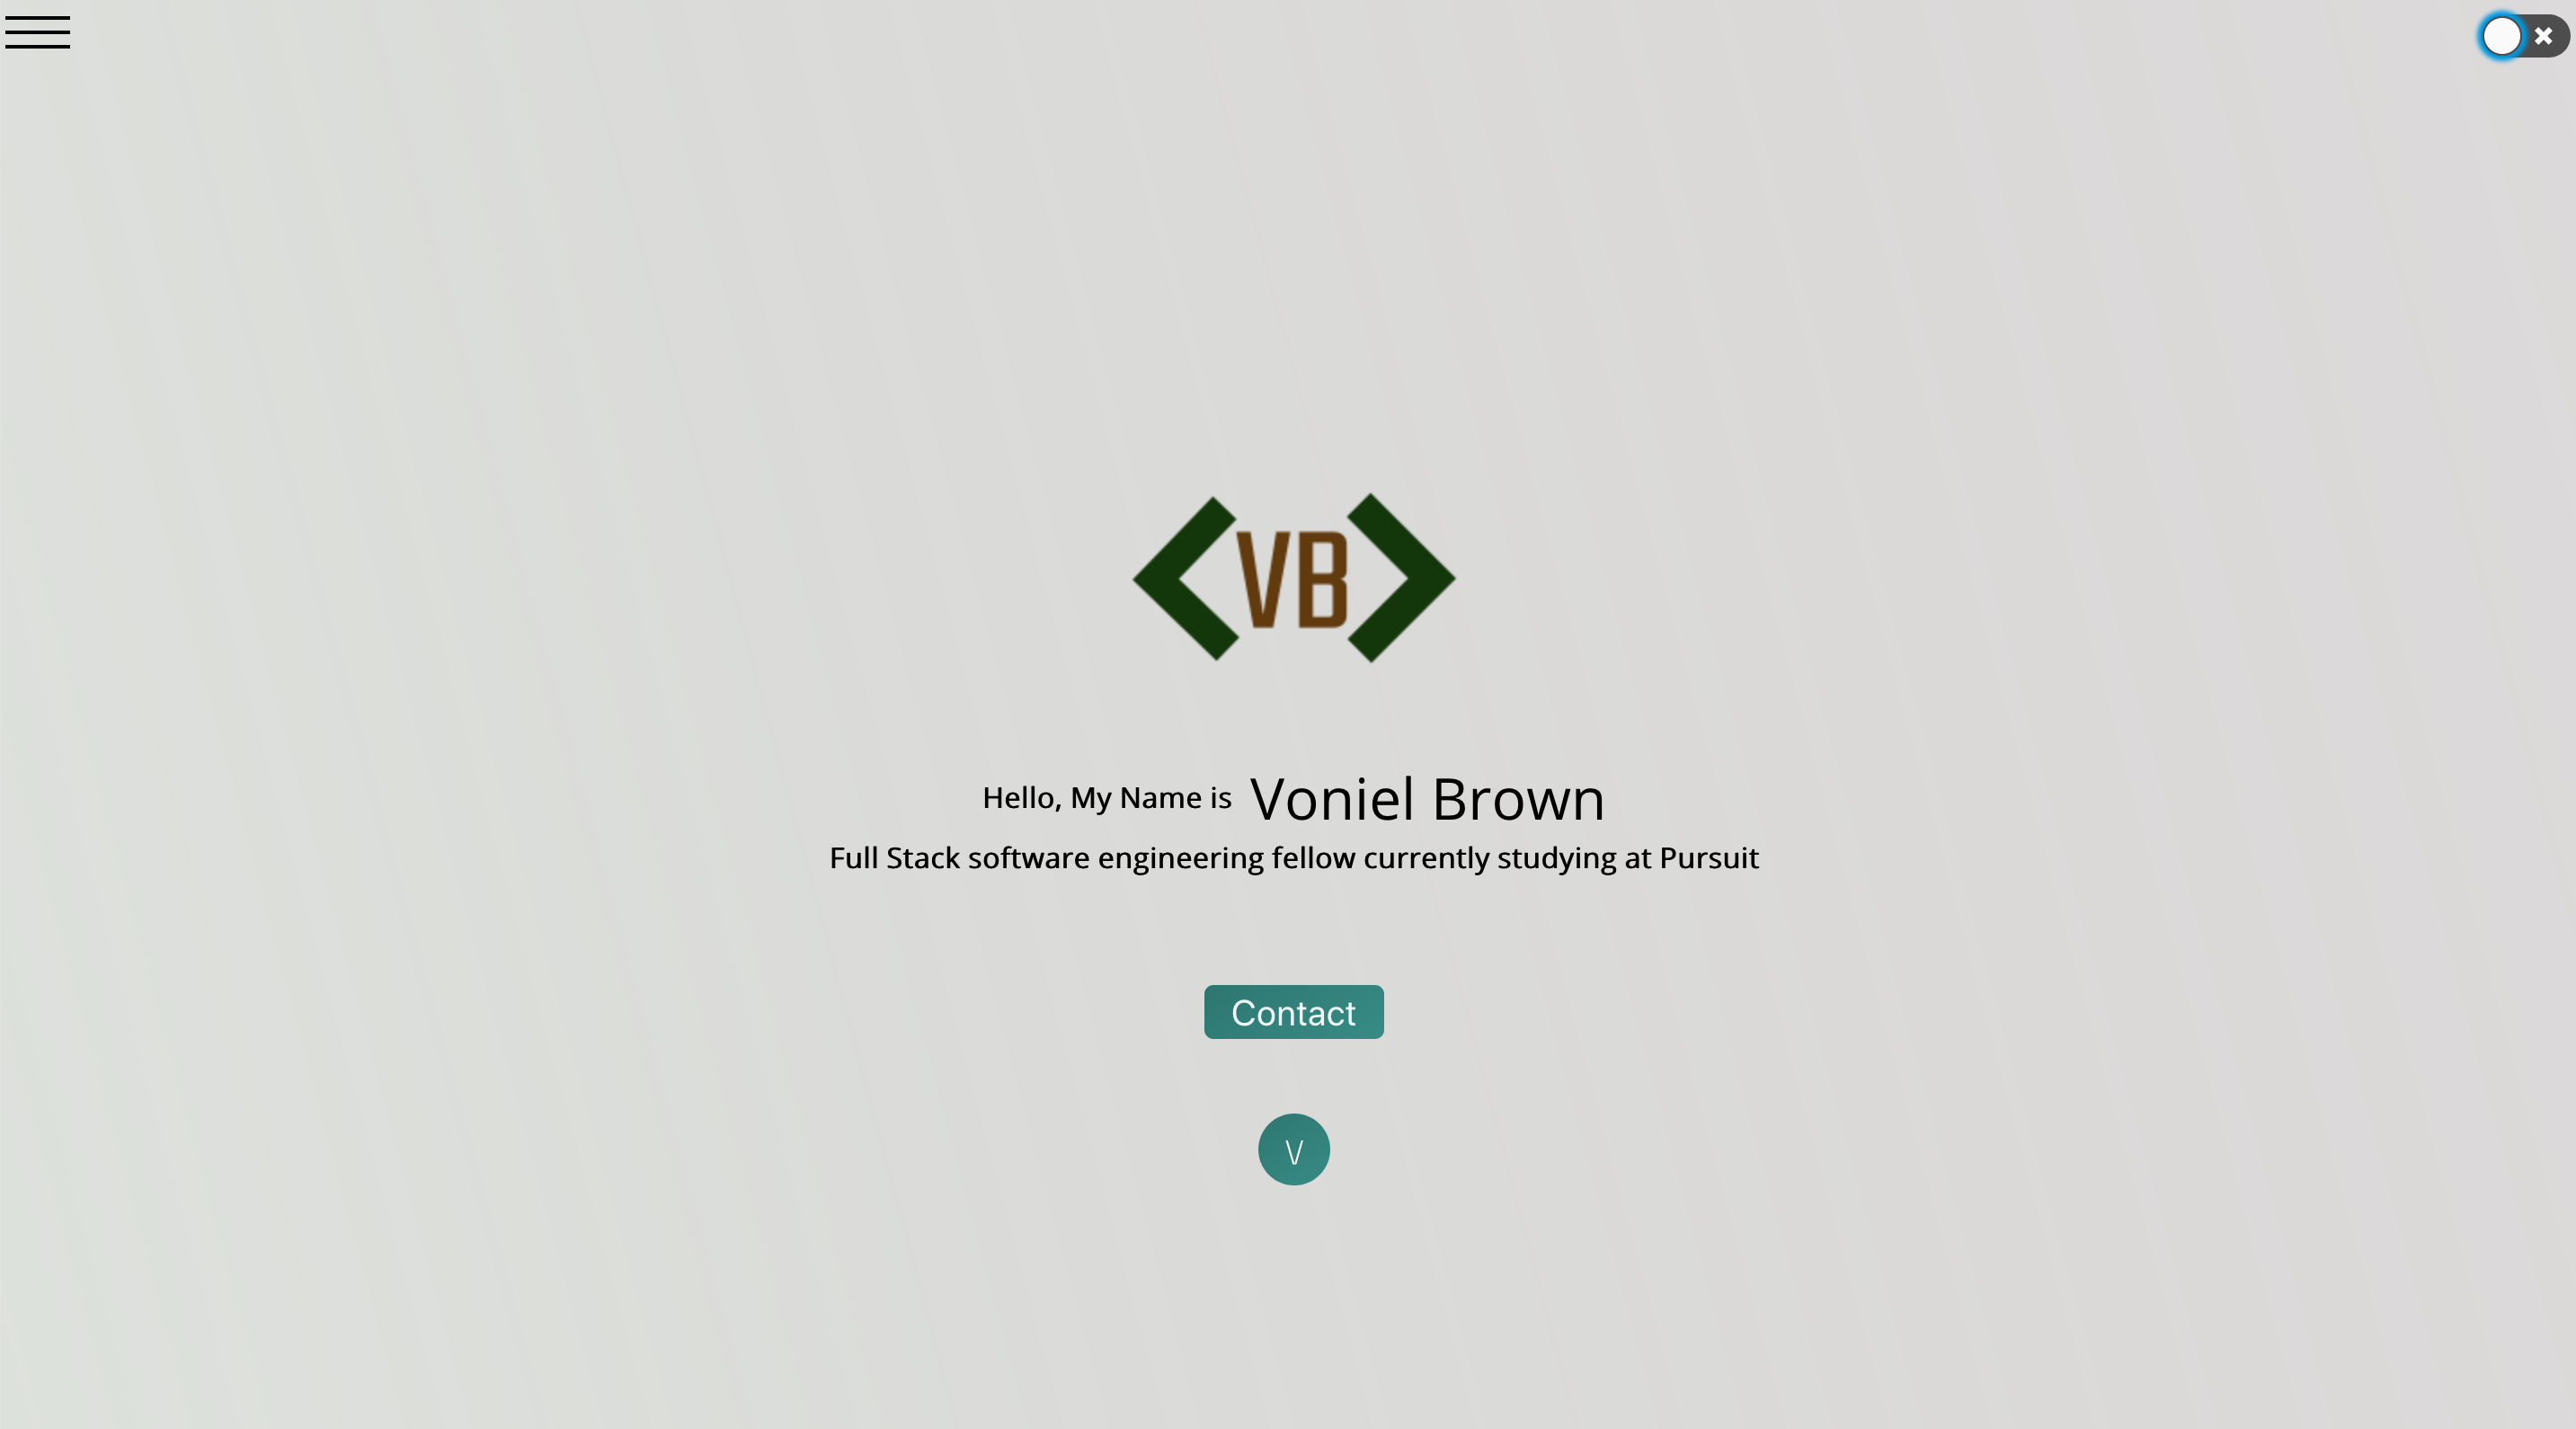 <VB>
Hello, My Name is Voniel Brown
Full Stack software engineering fellow currently studying at Pursuit
Contact
V